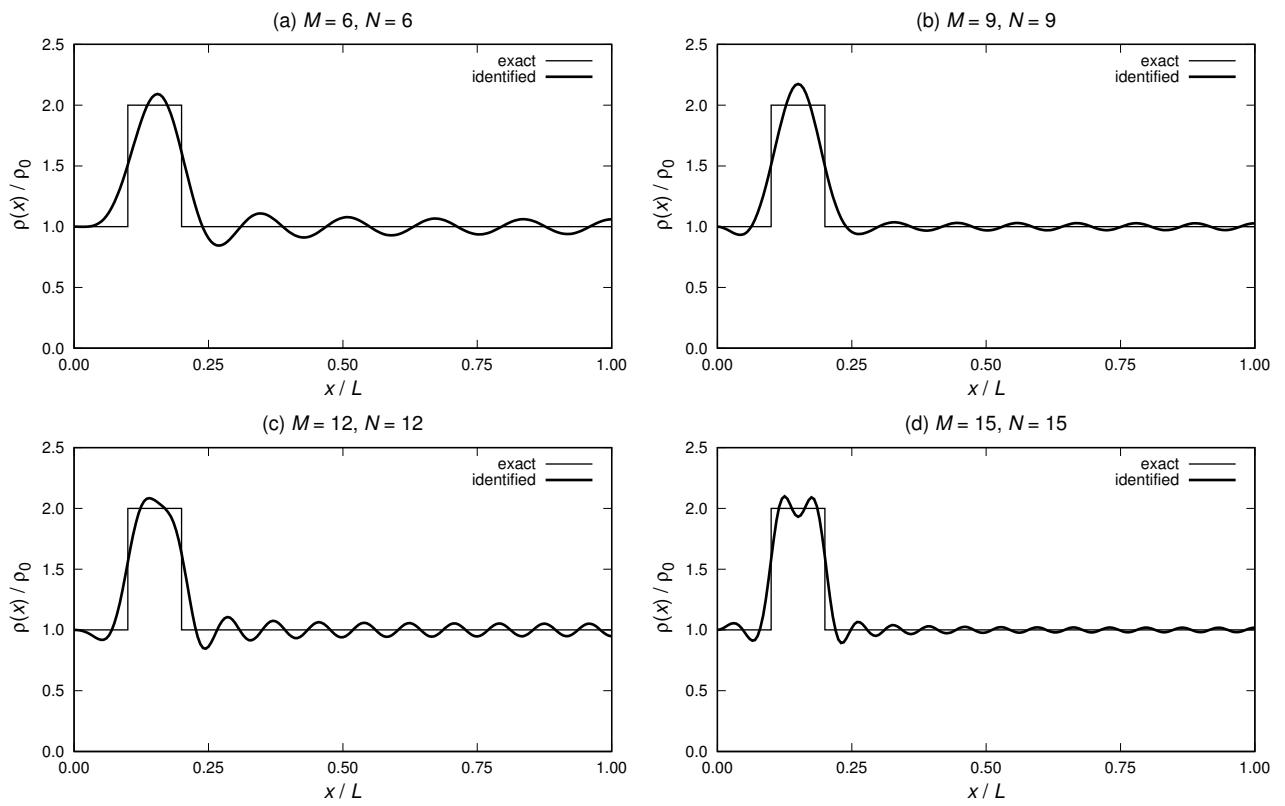 (a) M = 6, N = 6
2.5
2.0
1.5
1.0
0.5
0.0
ρ(x) / ρ0
exact
identified
0.00 0.25 0.50 0.75 1.00
x / L
(b) M = 9, N = 9
2.5
2.0
1.5
1.0
0.5
0.0
ρ(x) / ρ0
exact
identified
0.00 0.25 0.50 0.75 1.00
x / L
(c) M = 12, N = 12
2.5
2.0
1.5
1.0
0.5
0.0
ρ(x) / ρ0
exact
identified
0.00 0.25 0.50 0.75 1.00
x / L
(d) M = 15, N = 15
2.5
2.0
1.5
1.0
0.5
0.0
ρ(x) / ρ0
exact
identified
0.00 0.25 0.50 0.75 1.00
x / L